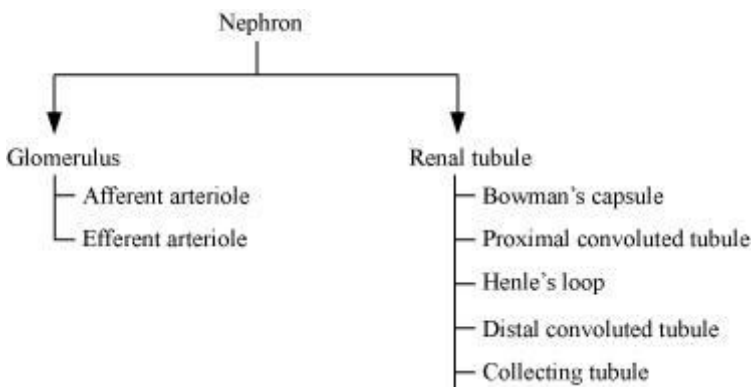 Nephron
Glomerulus
Afferent arteriole
Efferent arteriole
Renal tubule
Bowman's capsule
Proximal convoluted tubule
Henle's loop
Distal convoluted tubule
Collecting tubule